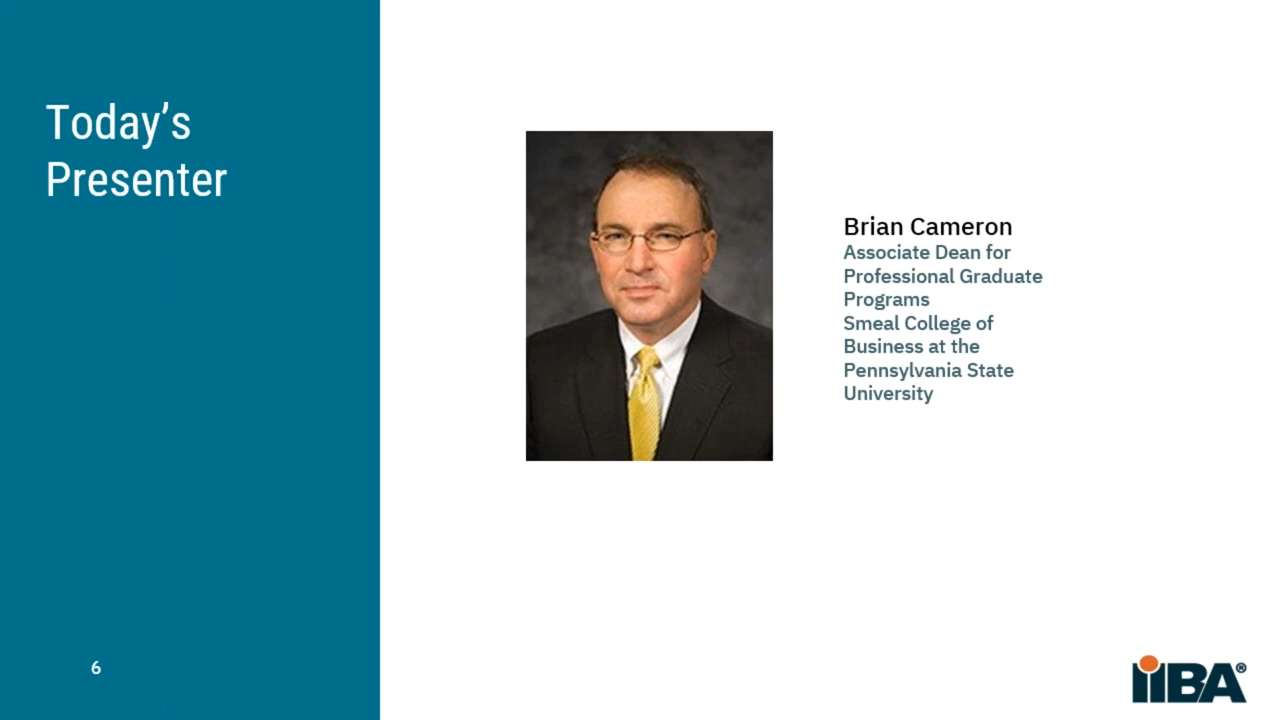 Today’s
Presenter
Brian Cameron
Associate Dean for
Professional Graduate
Programs
Smeal College of
Business at the
Pennsylvania State
University
6
iiBA®